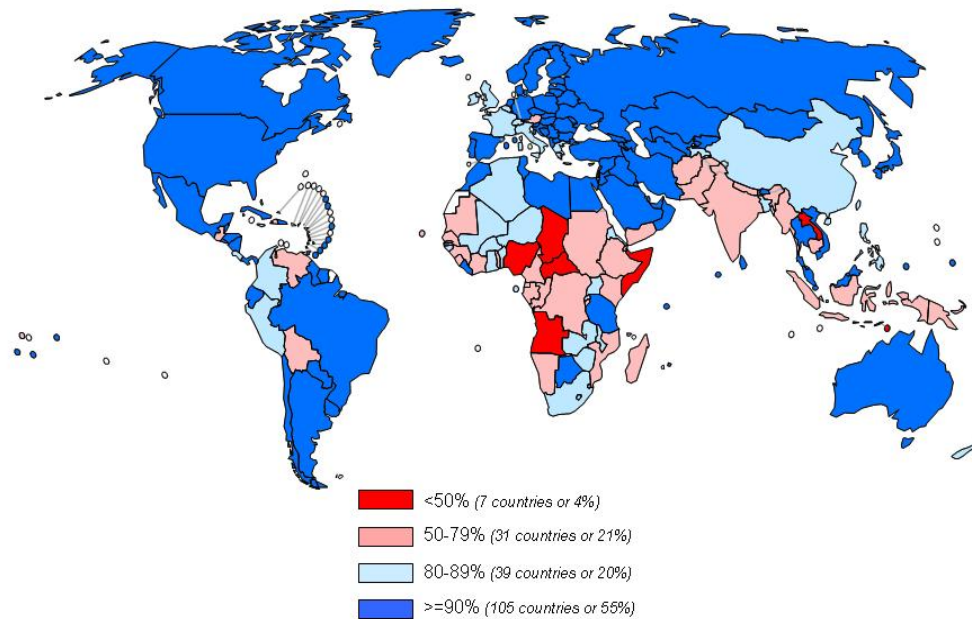 <50% (7 countries or 4%)
50-79% (31 countries or 21%)
80-89% (39 countries or 20%)
>=90% (105 countries or 55%)